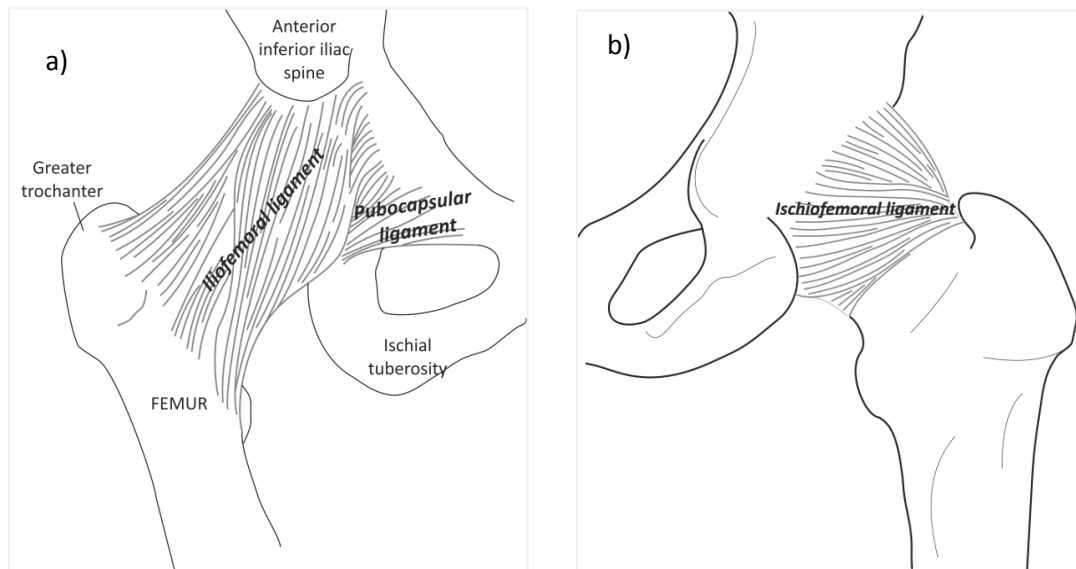 a)
Anterior
inferior iliac
spine
Greater
trochanter
Iliofemoral ligament
Pubocapsular
ligament
Ischial
tuberosity
FEMUR
b)
Ischiofemoral ligament